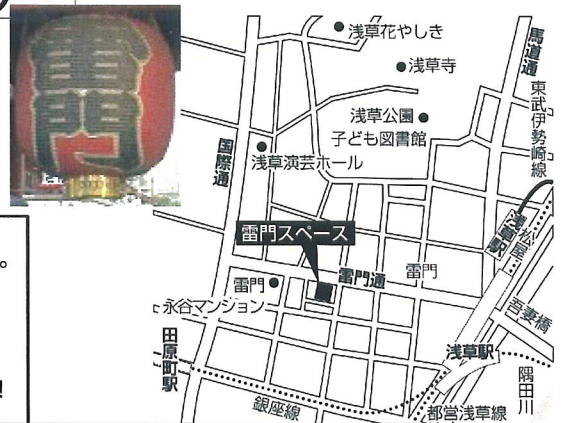 雷門
浅草花やしき
浅草寺
馬道通
東武伊勢崎線
浅草公園
子ども図書館
国際通
浅草演芸ホール
松屋
浅草駅
雷門スペース
雷門通
雷門
雷門
永谷マンション
吾妻橋
田原町駅
浅草駅
隅田川
銀座線
都営浅草線
。
!